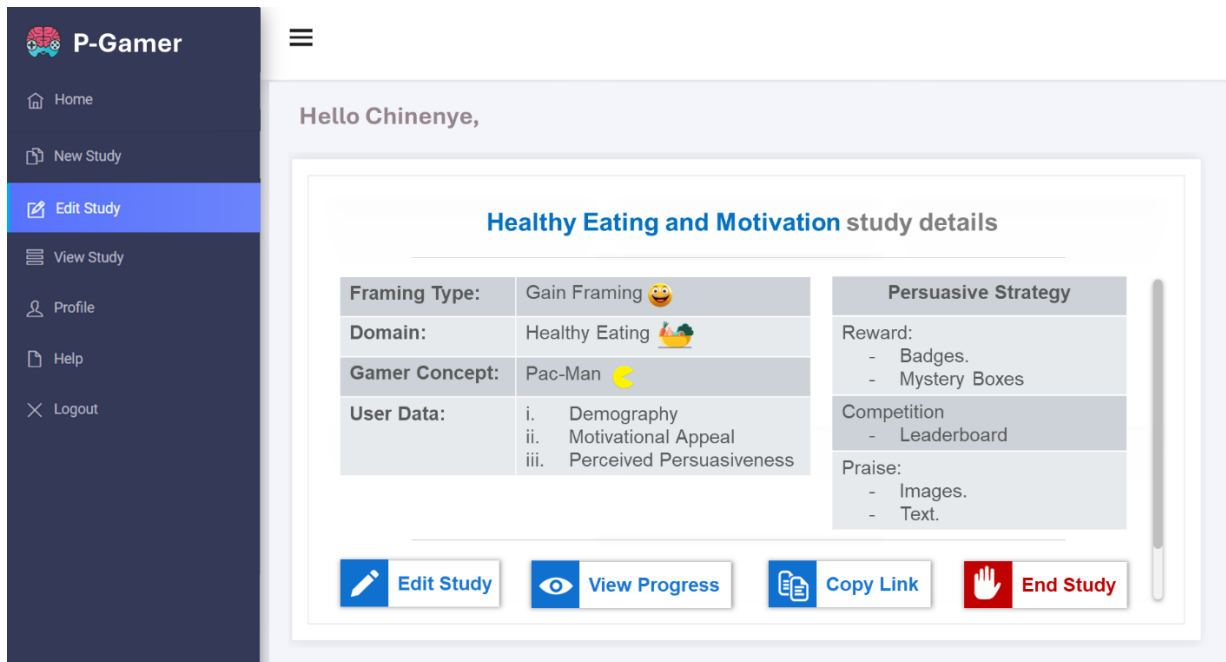 P-Gamer
Home
New Study
Edit Study
View Study
Profile
Help
Logout
Hello Chinenye,
Healthy Eating and Motivation study details
Framing Type: Gain Framing
Domain: Healthy Eating
Gamer Concept: Pac-Man
User Data: i. Demography
ii. Motivational Appeal
iii. Perceived Persuasiveness
Persuasive Strategy
Reward:
- Badges.
- Mystery Boxes
Competition
- Leaderboard
Praise:
- Images.
- Text.
Edit Study
View Progress
Copy Link
End Study